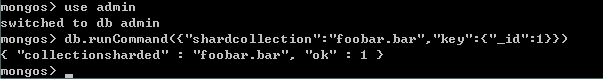 mongos> use admin
switched to db admin
mongos> db.runCommand({"shardcollection":"foobar.bar","key":{"_id":1}})
{ "collectionsharded" : "foobar.bar", "ok" : 1 }
mongos> _